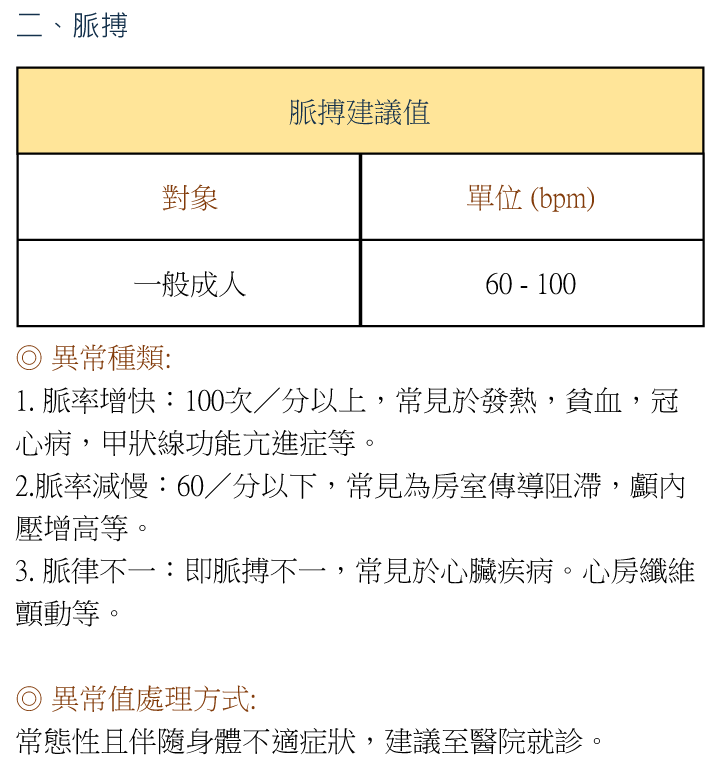 二、脈搏
脈搏建議值
對象
單位 (bpm)
一般成人
60 - 100
◎ 異常種類:
1. 脈率增快：100次／分以上，常見於發熱，貧血，冠
心病，甲狀線功能亢進症等。
2.脈率減慢：60／分以下，常見為房室傳導阻滯，顱內
壓增高等。
3. 脈律不一：即脈搏不一，常見於心臟疾病。心房纖維
顫動等。
◎ 異常值處理方式:
常態性且伴隨身體不適症狀，建議至醫院就診。